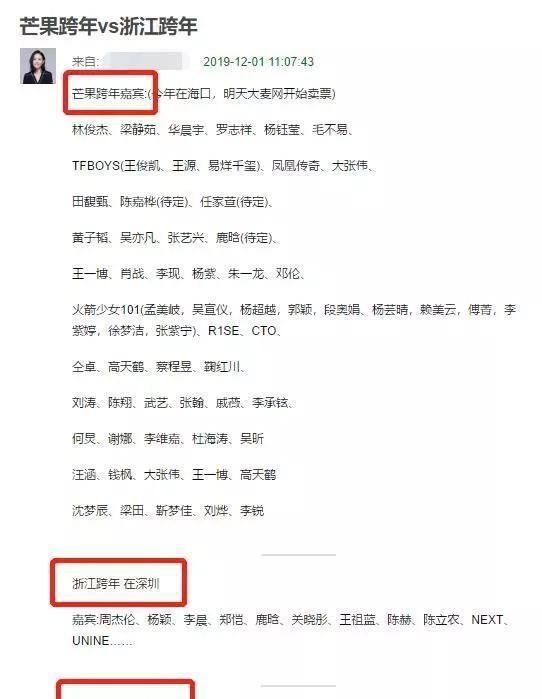 芒果跨年vs浙江跨年
来自: 2019-12-01 11:07:43
芒果跨年嘉宾:(今年在海口，明天大麦网开始卖票)
林俊杰、梁静茹、华晨宇、罗志祥、杨钰莹、毛不易、
TFBOYS(王俊凯、王源、易烊千玺)、凤凰传奇、大张伟、
田馥甄、陈嘉桦(待定)、任家萱(待定)、
黄子韬、吴亦凡、张艺兴、鹿晗(待定)、
王一博、肖战、李现、杨紫、朱一龙、邓伦、
火箭少女101(孟美岐，吴宣仪，杨超越，郭颖，段奥娟，杨芸晴，赖美云，傅菁，李
紫婷，徐梦洁，张紫宁)、R1SE、CTO、
仝卓、高天鹤、蔡程昱、鞠红川、
刘涛、陈翔、武艺、张翰、戚薇、李承铉、
何炅、谢娜、李维嘉、杜海涛、吴昕
汪涵、钱枫、大张伟、王一博、高天鹤
沈梦辰、梁田、靳梦佳、刘烨、李锐
浙江跨年 在深圳
嘉宾:周杰伦、杨颖、李晨、郑恺、鹿晗、关晓彤、王祖蓝、陈赫、陈立农、NEXT、
UNINE……